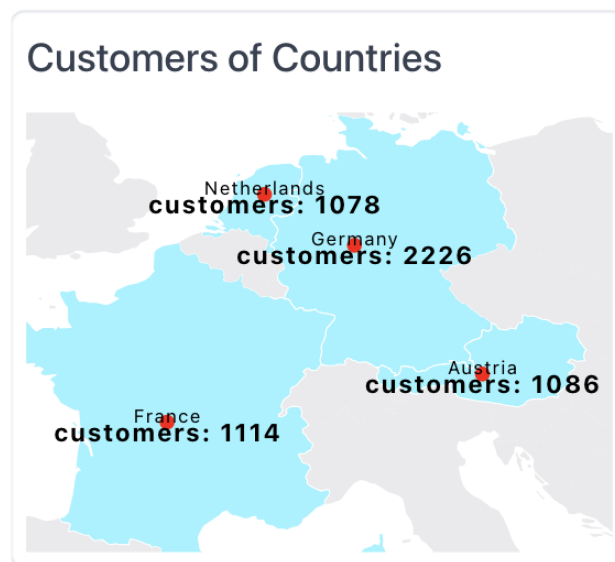 Customers of Countries
Netherlands
customers: 1078
Germany
customers: 2226
Austria
customers: 1086
France
customers: 1114